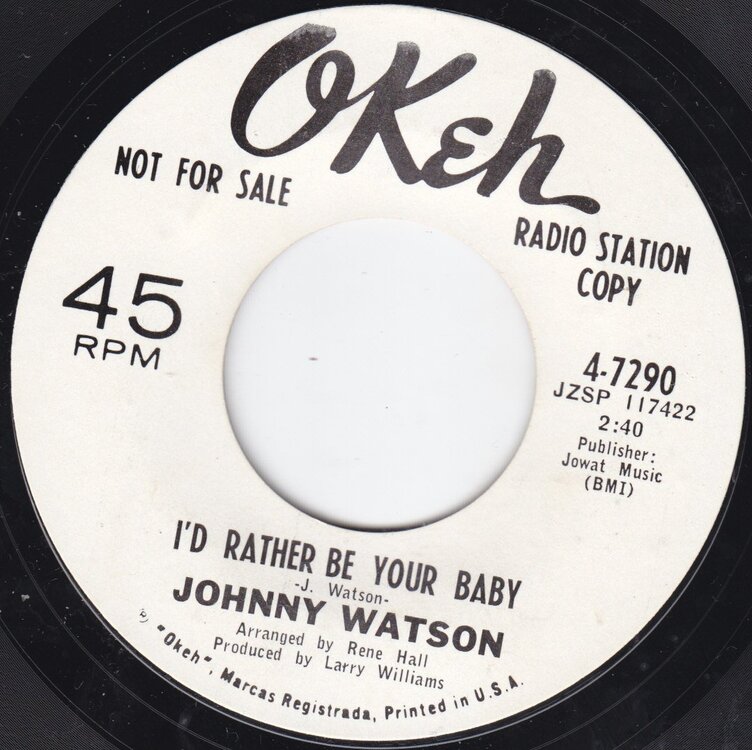 OKeh
NOT FOR SALE
RADIO STATION
COPY
45
RPM
4-7290
JZSP 117422
2:40
Publisher:
Jowat Music
(BMI)
I'D RATHER BE YOUR BABY
-J. Watson-
JOHNNY WATSON
Arranged by Rene Hall
Produced by Larry Williams
"Okeh", Marcas Registrada, Printed in U.S.A.